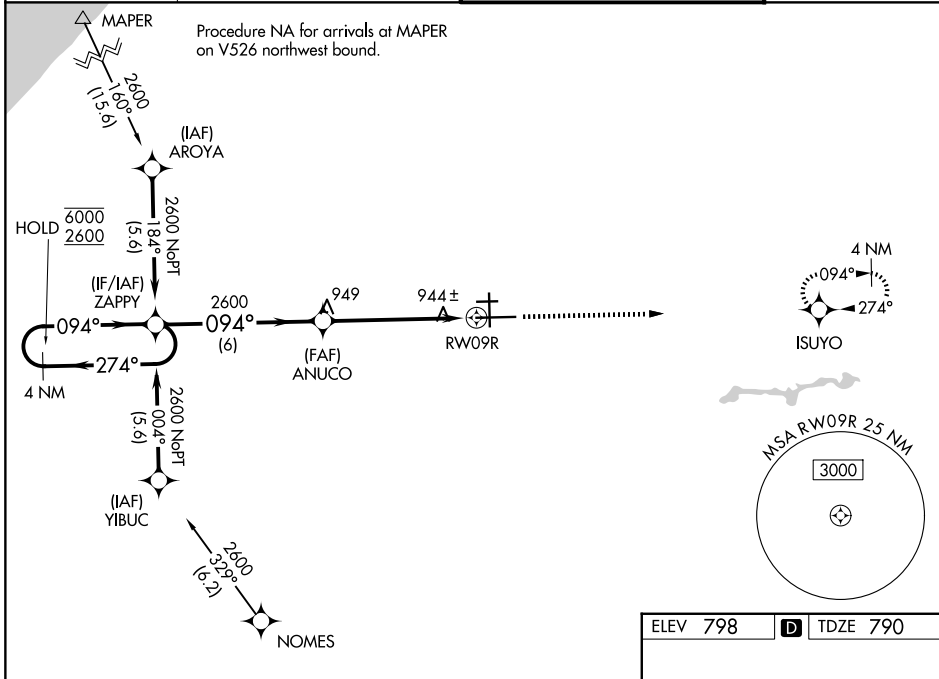 MAPER
Procedure NA for arrivals at MAPER
on V526 northwest bound.
2600
160°
(15.6)
(IAF)
AROYA
2600 NoPT
184°
(5.6)
HOLD
6000
2600
(IF/IAF)
ZAPPY
094°
274°
4 NM
2600
094°
(6)
949
(FAF)
ANUCO
944±
RW09R
4 NM
094°
274°
ISUYO
2600 NoPT
004°
(5.6)
(IAF)
YIBUC
2600
329°
(6.2)
NOMES
MSA RW09R 25 NM
3000
ELEV 798 D TDZE 790